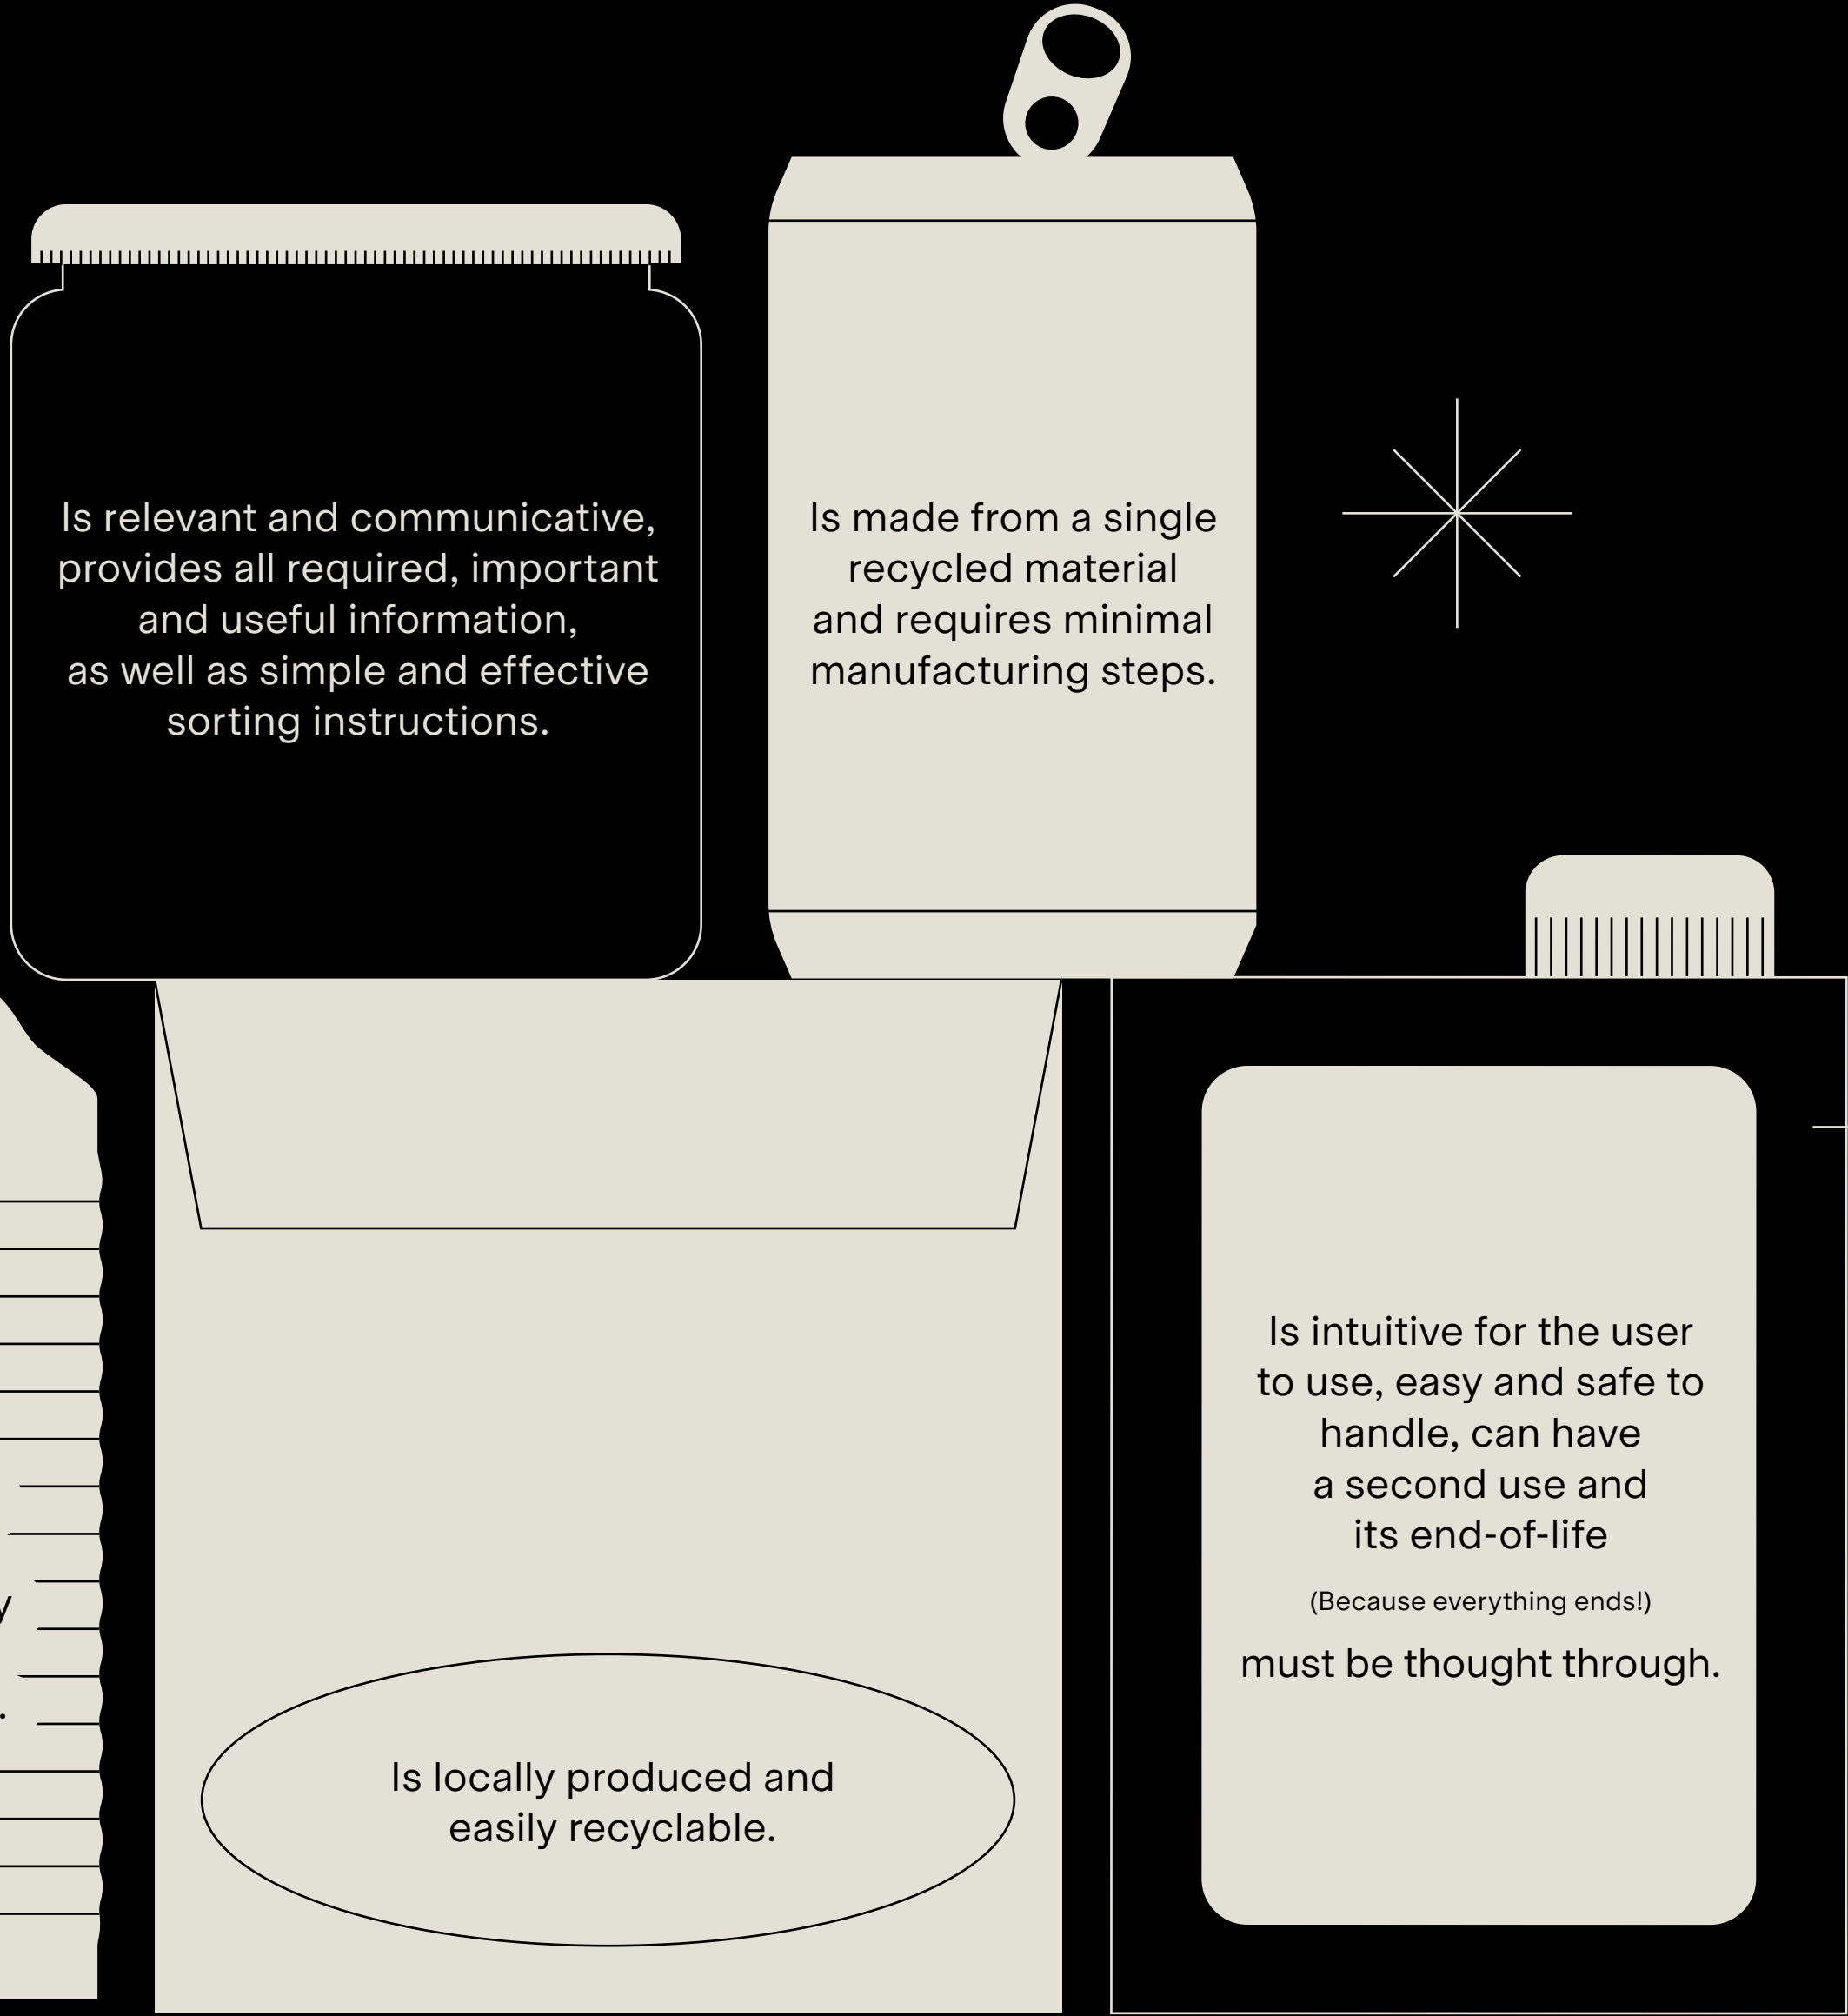 Is relevant and communicative,
provides all required, important
and useful information,
as well as simple and effective
sorting instructions.
Is made from a single
recycled material
and requires minimal
manufacturing steps.
Is intuitive for the user
to use, easy and safe to
handle, can have
a second use and
its end-of-life
(Because everything ends!)
must be thought through.
Is locally produced and
easily recyclable.